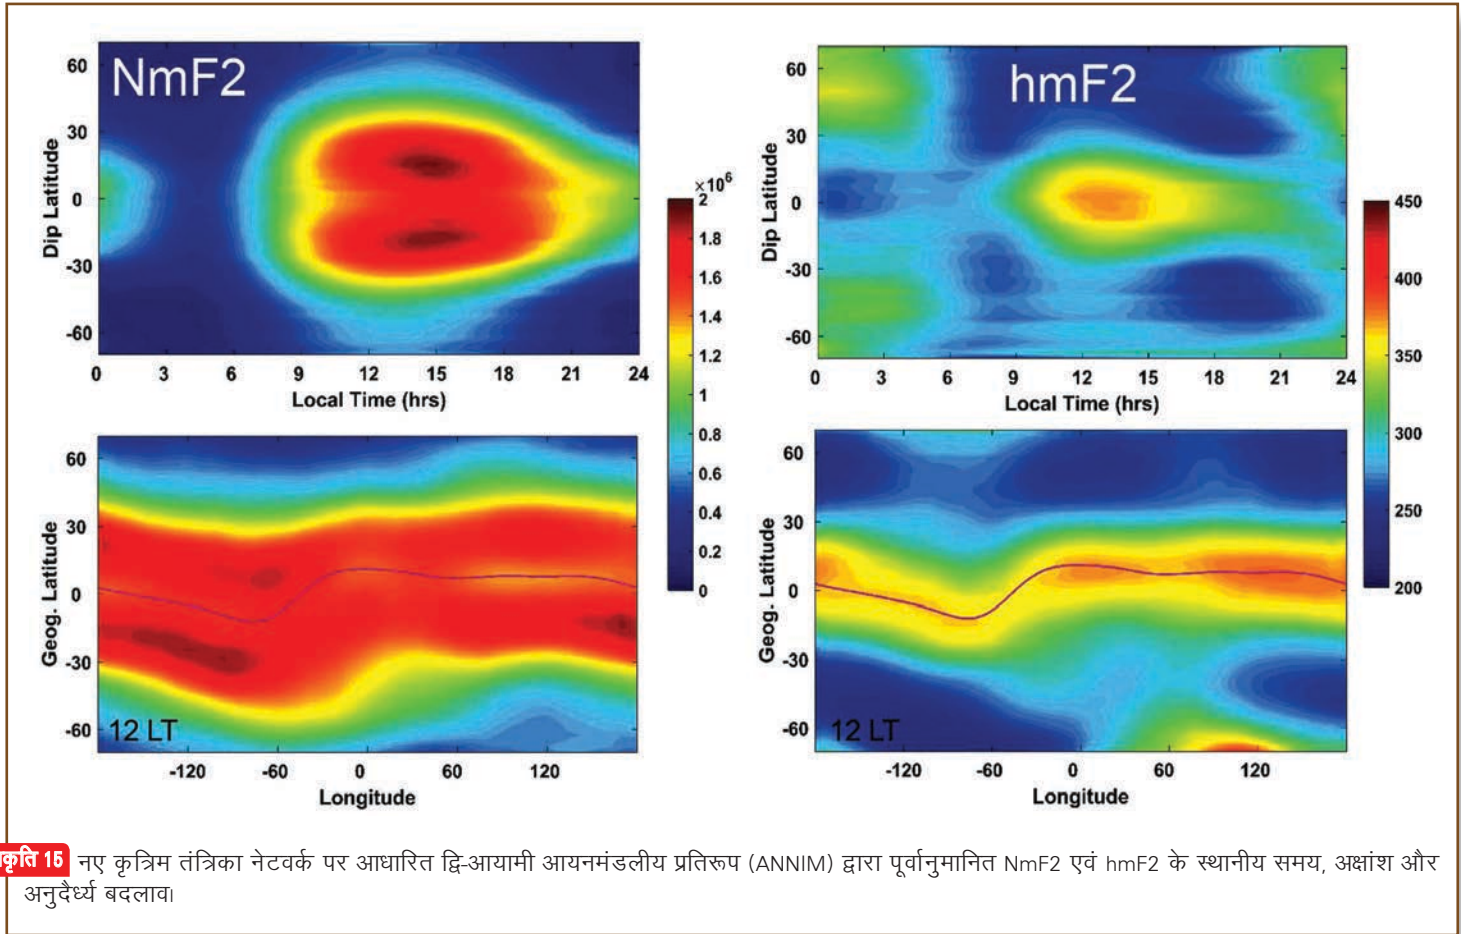 NmF2
60
30
0
-30
-60
Dip Latitude
0 3 6 9 12 15 18 21 24
Local Time (hrs)
×10⁶
2
1.8
1.6
1.4
1.2
1
0.8
0.6
0.4
0.2
0
hmF2
60
30
0
-30
-60
Dip Latitude
0 3 6 9 12 15 18 21 24
Local Time (hrs)
450
400
350
300
250
200
60
30
0
-30
-60
Geog. Latitude
12 LT
-120 -60 0 60 120
Longitude
60
30
0
-30
-60
Geog. Latitude
12 LT
-120 -60 0 60 120
Longitude
15 नए कृत्रिम तंत्रिका नेटवर्क पर आधारित द्वि-आयामी आयनमंडलीय प्रतिरूप (ANNIM) द्वारा पूर्वानुमानित NmF2 एवं hmF2 के स्थानीय समय, अक्षांश और
अनुदैर्ध्य बदलाव।